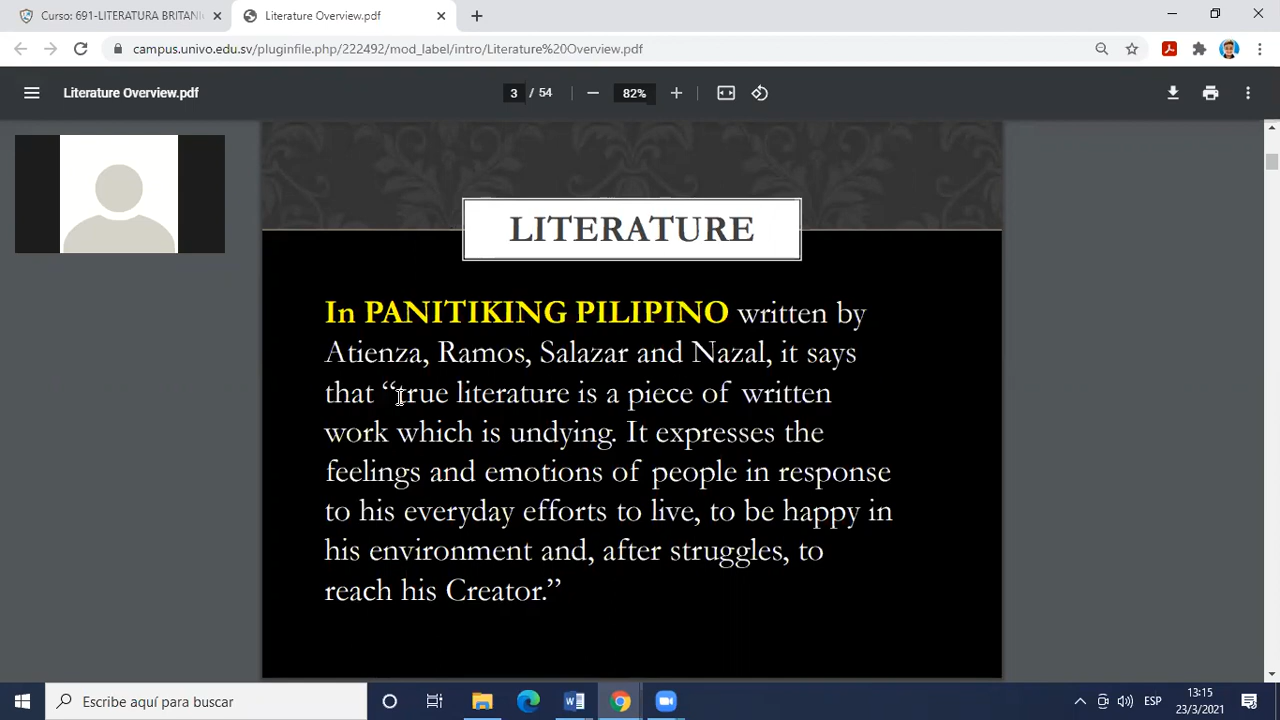 Curso: 691-LITERATURA BRITANI
Literature Overview.pdf
campus.univo.edu.sv/pluginfile.php/222492/mod_label/intro/Literature%20Overview.pdf
Literature Overview.pdf
3 / 54
82%
LITERATURE
In PANITIKING PILIPINO written by
Atienza, Ramos, Salazar and Nazal, it says
that “true literature is a piece of written
work which is undying. It expresses the
feelings and emotions of people in response
to his everyday efforts to live, to be happy in
his environment and, after struggles, to
reach his Creator.”
Escribe aquí para buscar
ESP
13:15
23/3/2021